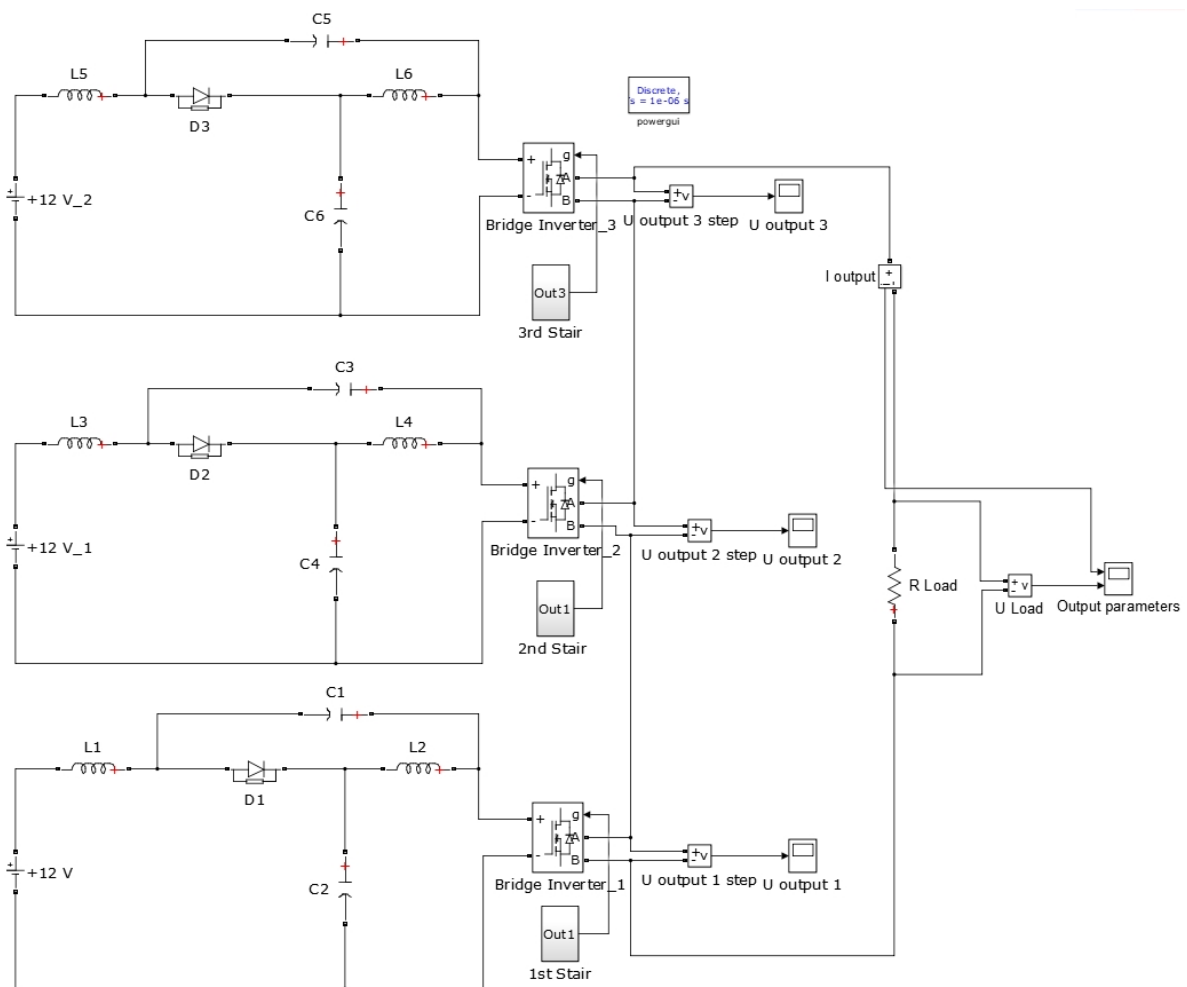 C5
L5
L6
D3
Discrete,
s = 1e-06 s
powergui
+12 V_2
C6
+
-
g
A
B
Bridge Inverter_3
+v
-
U output 3 step
U output 3
Out3
3rd Stair
I output
+
-
i
C3
L3
L4
D2
+12 V_1
C4
+
-
g
A
B
Bridge Inverter_2
+v
-
U output 2 step
U output 2
Out1
2nd Stair
R Load
+
-
v
U Load
Output parameters
C1
L1
L2
D1
+12 V
C2
+
-
g
A
B
Bridge Inverter_1
+v
-
U output 1 step
U output 1
Out1
1st Stair